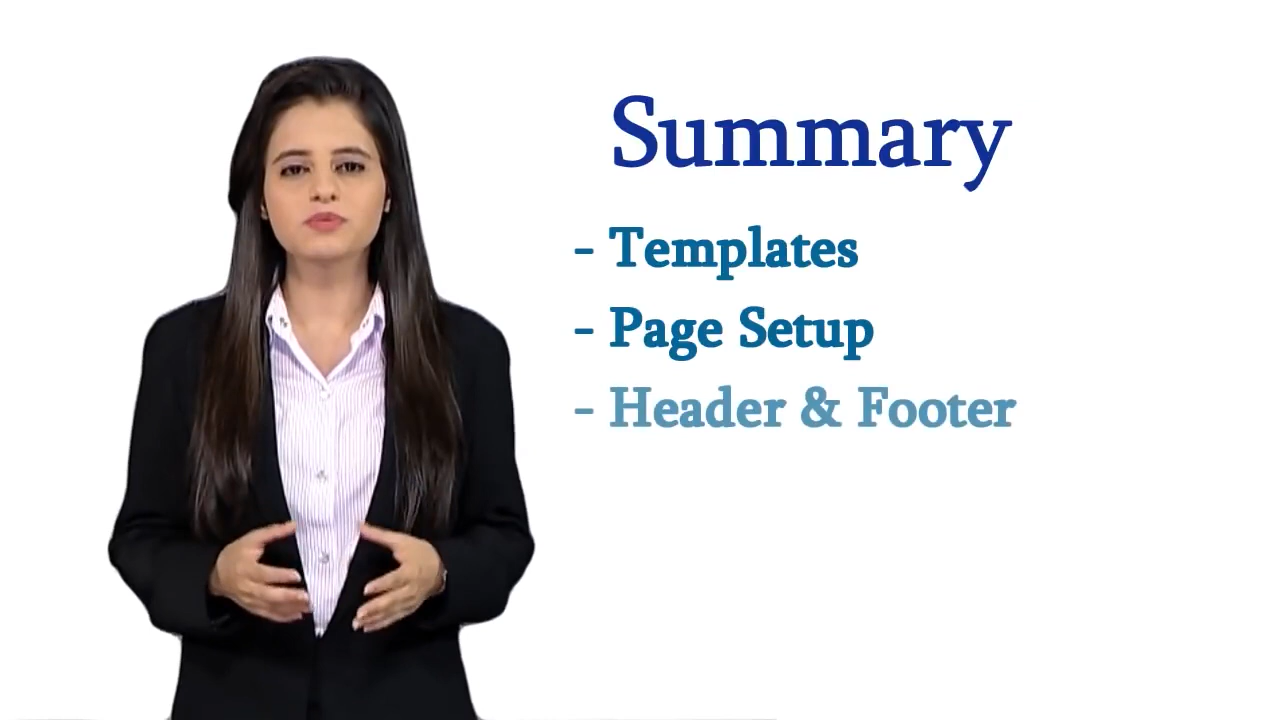 Summary
- Templates
- Page Setup
- Header & Footer